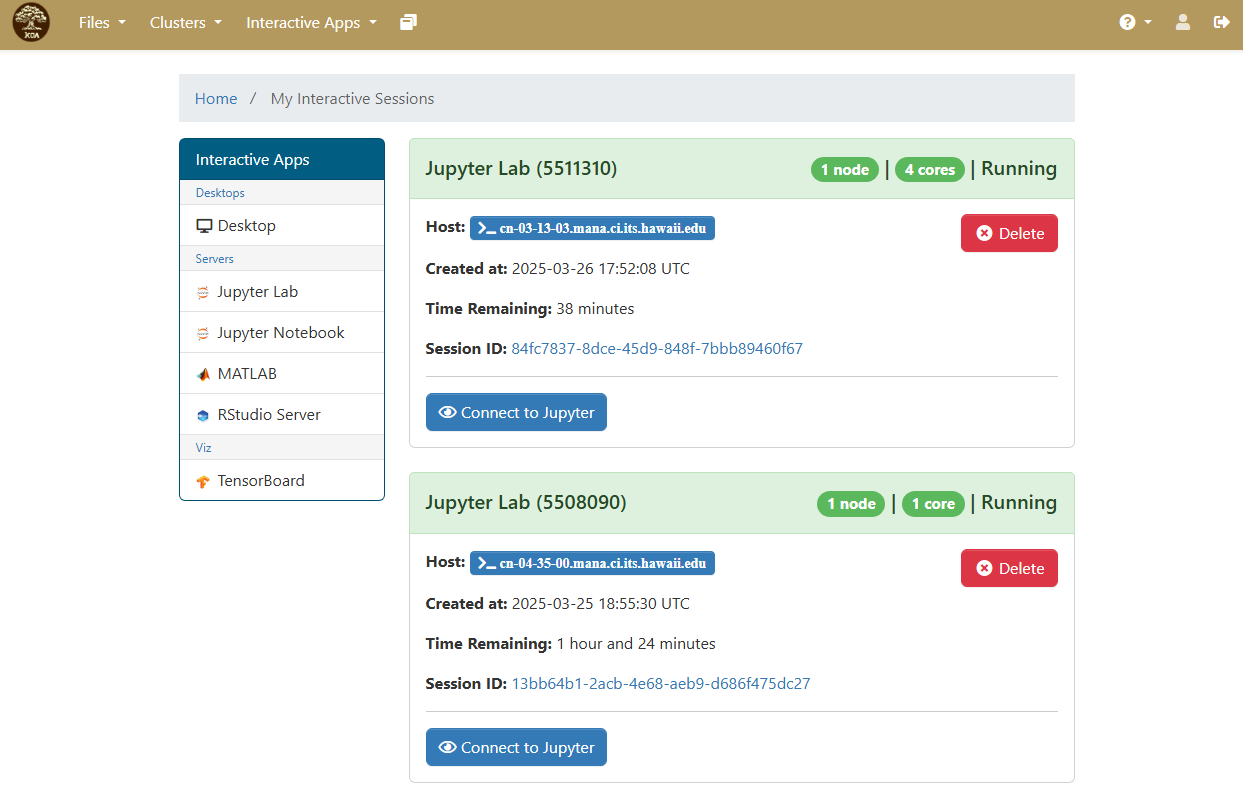 KOA
Files Clusters Interactive Apps
Home / My Interactive Sessions
Interactive Apps
Desktops
Desktop
Servers
Jupyter Lab
Jupyter Notebook
MATLAB
RStudio Server
Viz
TensorBoard
Jupyter Lab (5511310) 1 node | 4 cores | Running
Host: >_ cn-03-13-03.mana.ci.its.hawaii.edu Delete
Created at: 2025-03-26 17:52:08 UTC
Time Remaining: 38 minutes
Session ID: 84fc7837-8dce-45d9-848f-7bbb89460f67
Connect to Jupyter
Jupyter Lab (5508090) 1 node | 1 core | Running
Host: >_ cn-04-35-00.mana.ci.its.hawaii.edu Delete
Created at: 2025-03-25 18:55:30 UTC
Time Remaining: 1 hour and 24 minutes
Session ID: 13bb64b1-2acb-4e68-aeb9-d686f475dc27
Connect to Jupyter